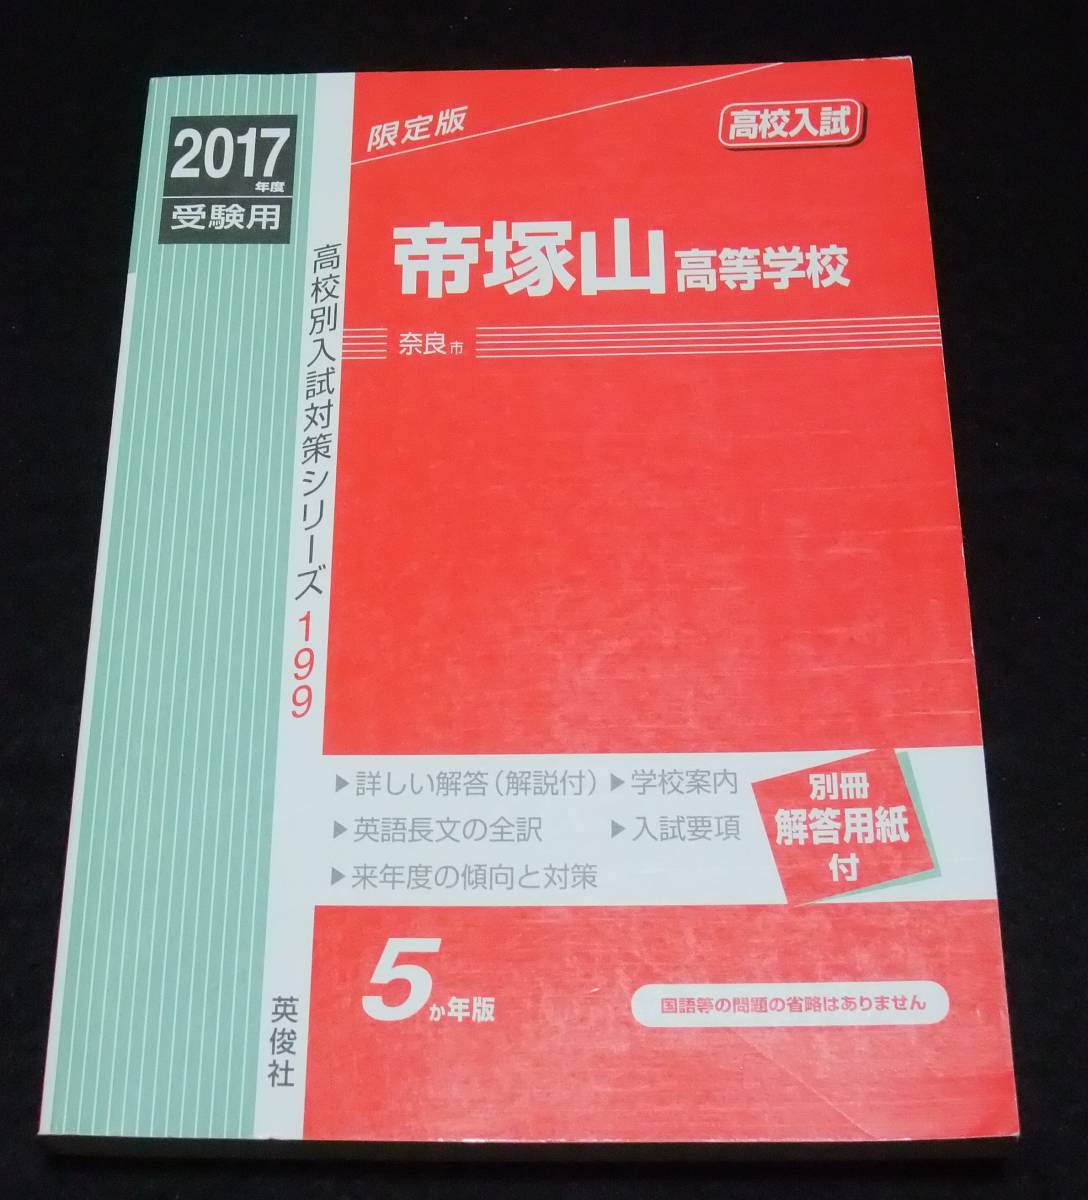 2017
年度
受験用
限定版
高校入試
帝塚山高等学校
奈良市
高校別入試対策シリーズ199
▶詳しい解答(解説付)
▶学校案内
▶英語長文の全訳
▶入試要項
▶来年度の傾向と対策
別冊
解答用紙
付
5か年版
国語等の問題の省略はありません
英俊社